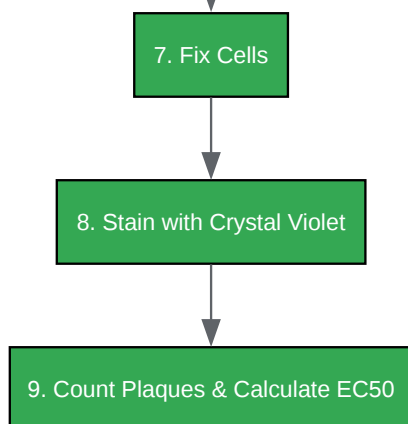 7. Fix Cells
8. Stain with Crystal Violet
9. Count Plaques & Calculate EC50